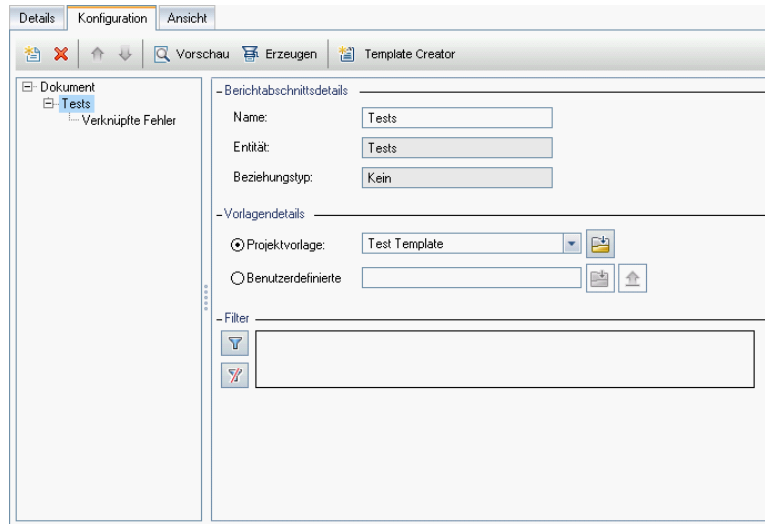 Details Konfiguration Ansicht
Vorschau Erzeugen Template Creator
Dokument
Tests
Verknüpfte Fehler
Berichtabschnittsdetails
Name: Tests
Entität: Tests
Beziehungstyp: Kein
Vorlagendetails
Projektvorlage: Test Template
Benutzerdefinierte
Filter